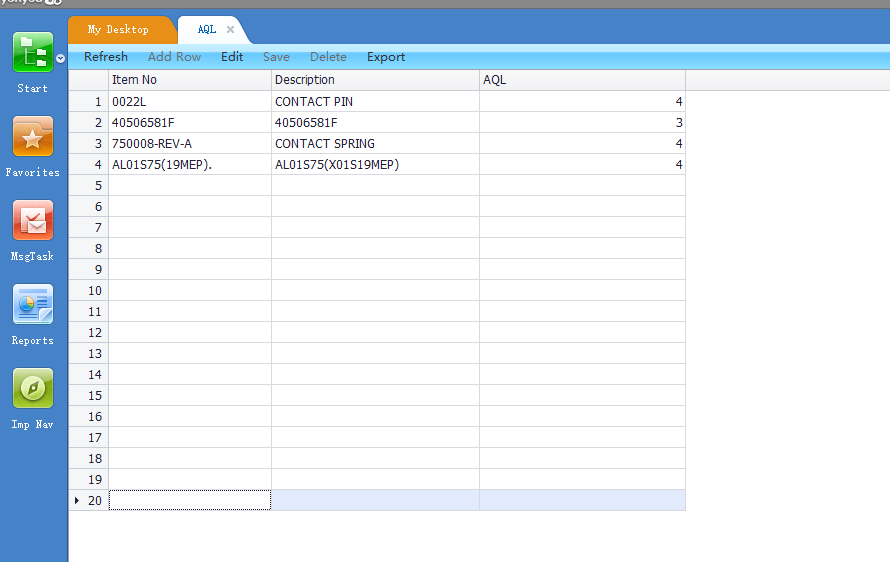 My Desktop AQL
Refresh Add Row Edit Save Delete Export
Start
Favorites
MsgTask
Reports
Imp Nav
Item No Description AQL
1 0022L CONTACT PIN 4
2 40506581F 40506581F 3
3 750008-REV-A CONTACT SPRING 4
4 AL01S75(19MEP). AL01S75(X01S19MEP) 4
5
6
7
8
9
10
11
12
13
14
15
16
17
18
19
20